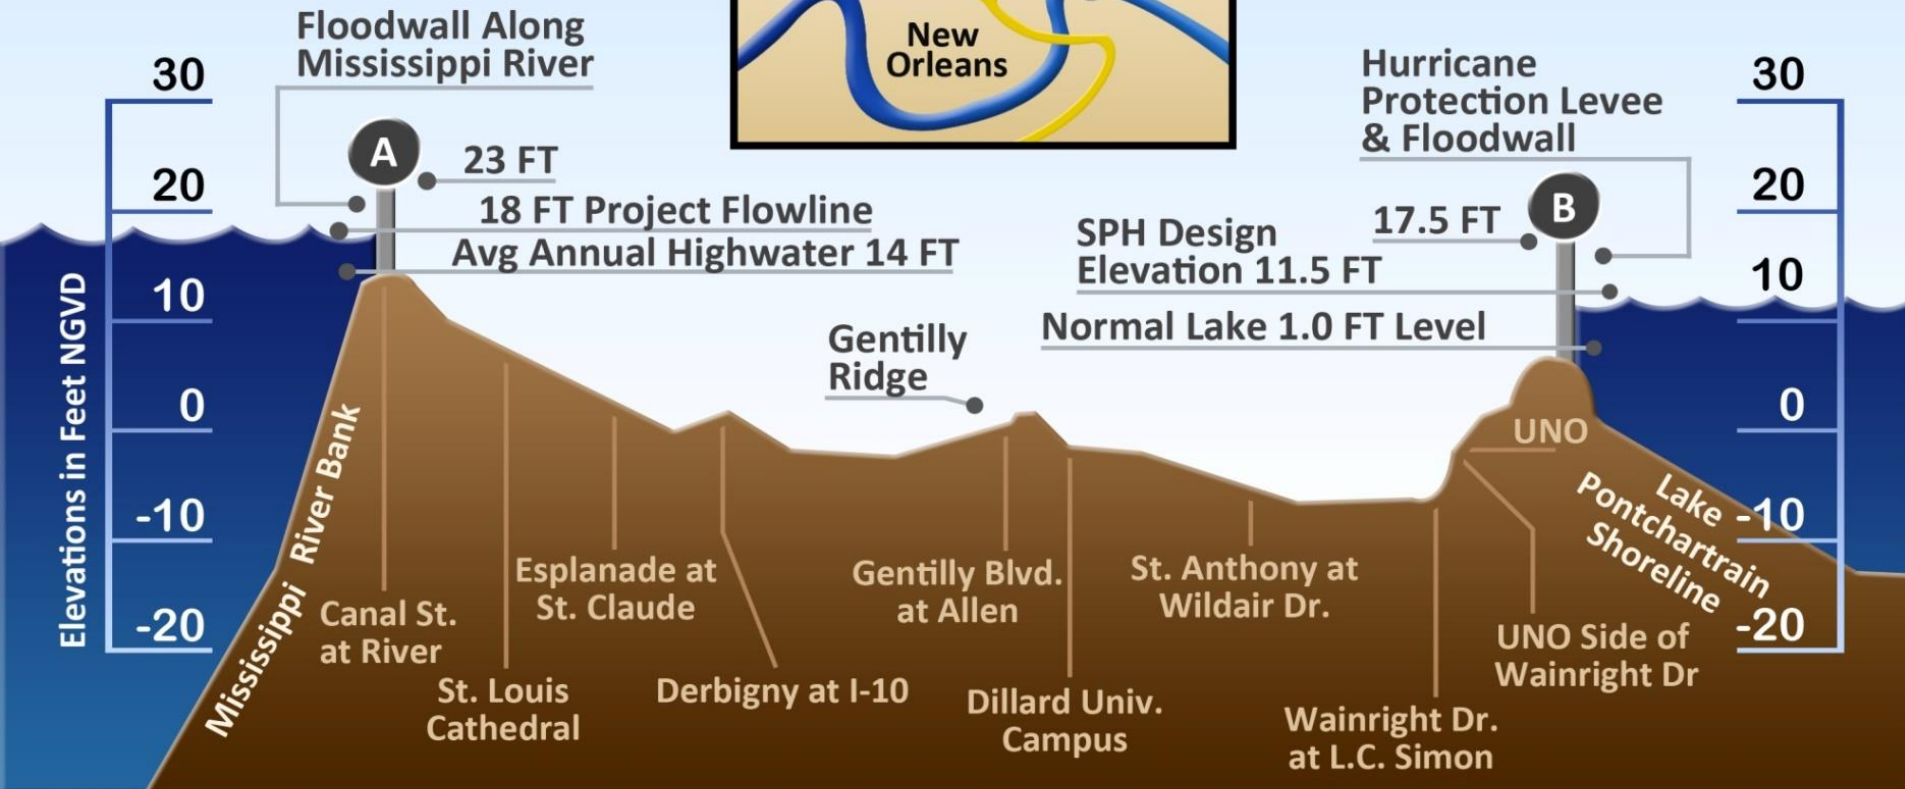 Floodwall Along
Mississippi River
New
Orleans
Hurricane
Protection Levee
& Floodwall
30
20
10
0
-10
-20
Elevations in Feet NGVD
A
23 FT
18 FT Project Flowline
Avg Annual Highwater 14 FT
SPH Design
Elevation 11.5 FT
17.5 FT
B
Normal Lake 1.0 FT Level
Gentilly
Ridge
30
20
10
0
-10
-20
UNO
Lake
Pontchartrain
Shoreline
Mississippi River Bank
Canal St.
at River
St. Louis
Cathedral
Esplanade at
St. Claude
Derbigny at I-10
Gentilly Blvd.
at Allen
Dillard Univ.
Campus
St. Anthony at
Wildair Dr.
Wainright Dr.
at L.C. Simon
UNO Side of
Wainright Dr